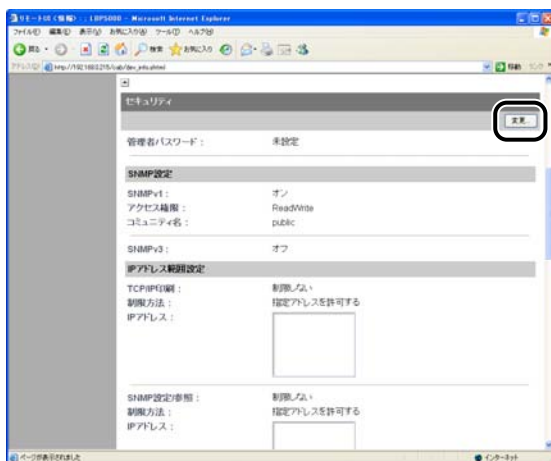 リモートUI <情報> : : LBP5000 - Microsoft Internet Explorer
ファイル(F) 編集(E) 表示(V) お気に入り(A) ツール(T) ヘルプ(H)
戻る 検索 お気に入り
アドレス(D) 移動 リンク
セキュリティ
変更...
管理者パスワード : 未設定
SNMP設定
SNMPv1 : オン
アクセス権限 : ReadWrite
コミュニティ名 : public
SNMPv3 : オフ
IPアドレス範囲設定
TCP/IP印刷 : 制限しない
制限方法 : 指定アドレスを許可する
IPアドレス :
SNMP設定/参照 : 制限しない
制限方法 : 指定アドレスを許可する
IPアドレス :
ページが表示されました インターネット